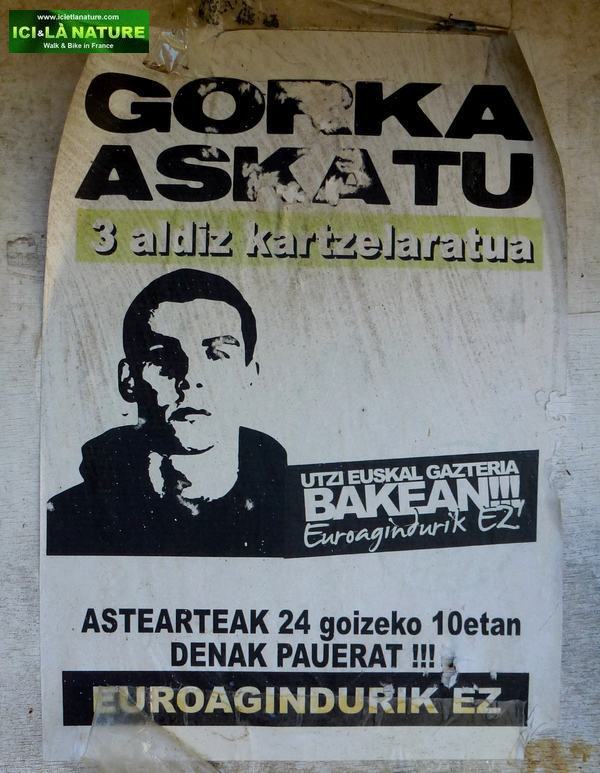 www.icietlanature.com
ICI&LÀ NATURE
Walk & Bike in France
GORKA
ASKATU
3 aldiz kartzelaratua
UTZI EUSKAL GAZTERIA
BAKEAN!!!
Euroagindurik EZ!
ASTEARTEAK 24 goizeko 10etan
DENAK PAUERAT !!!
EUROAGINDURIK EZ